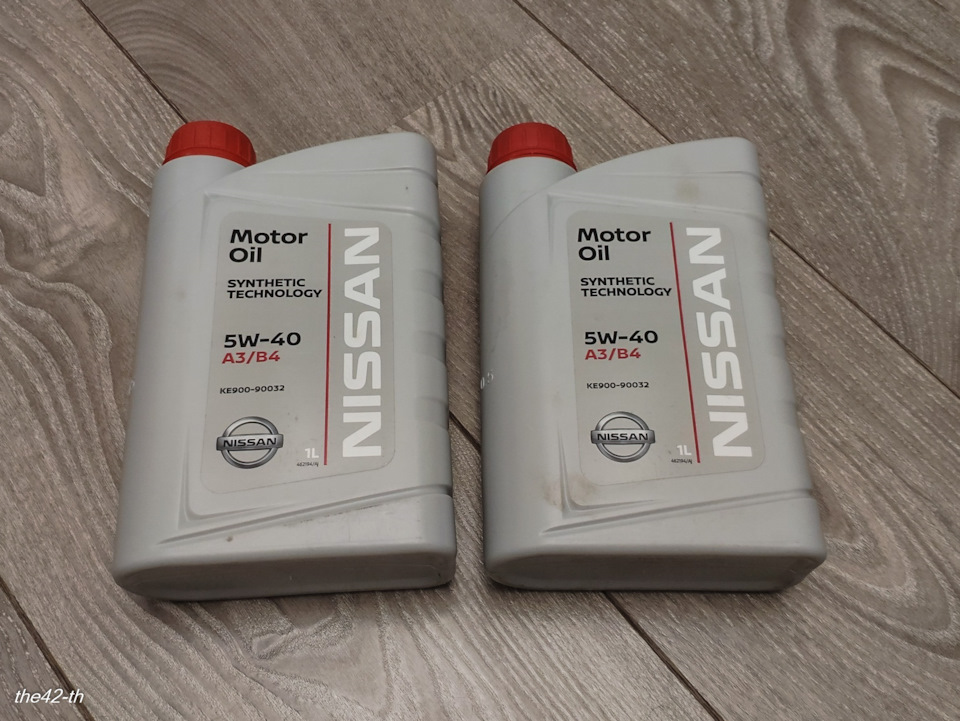 Motor
Oil
SYNTHETIC
TECHNOLOGY
5W-40
A3/B4
KE900-90032
NISSAN
1L
NISSAN
Motor
Oil
SYNTHETIC
TECHNOLOGY
5W-40
A3/B4
KE900-90032
NISSAN
1L
NISSAN
the42-th